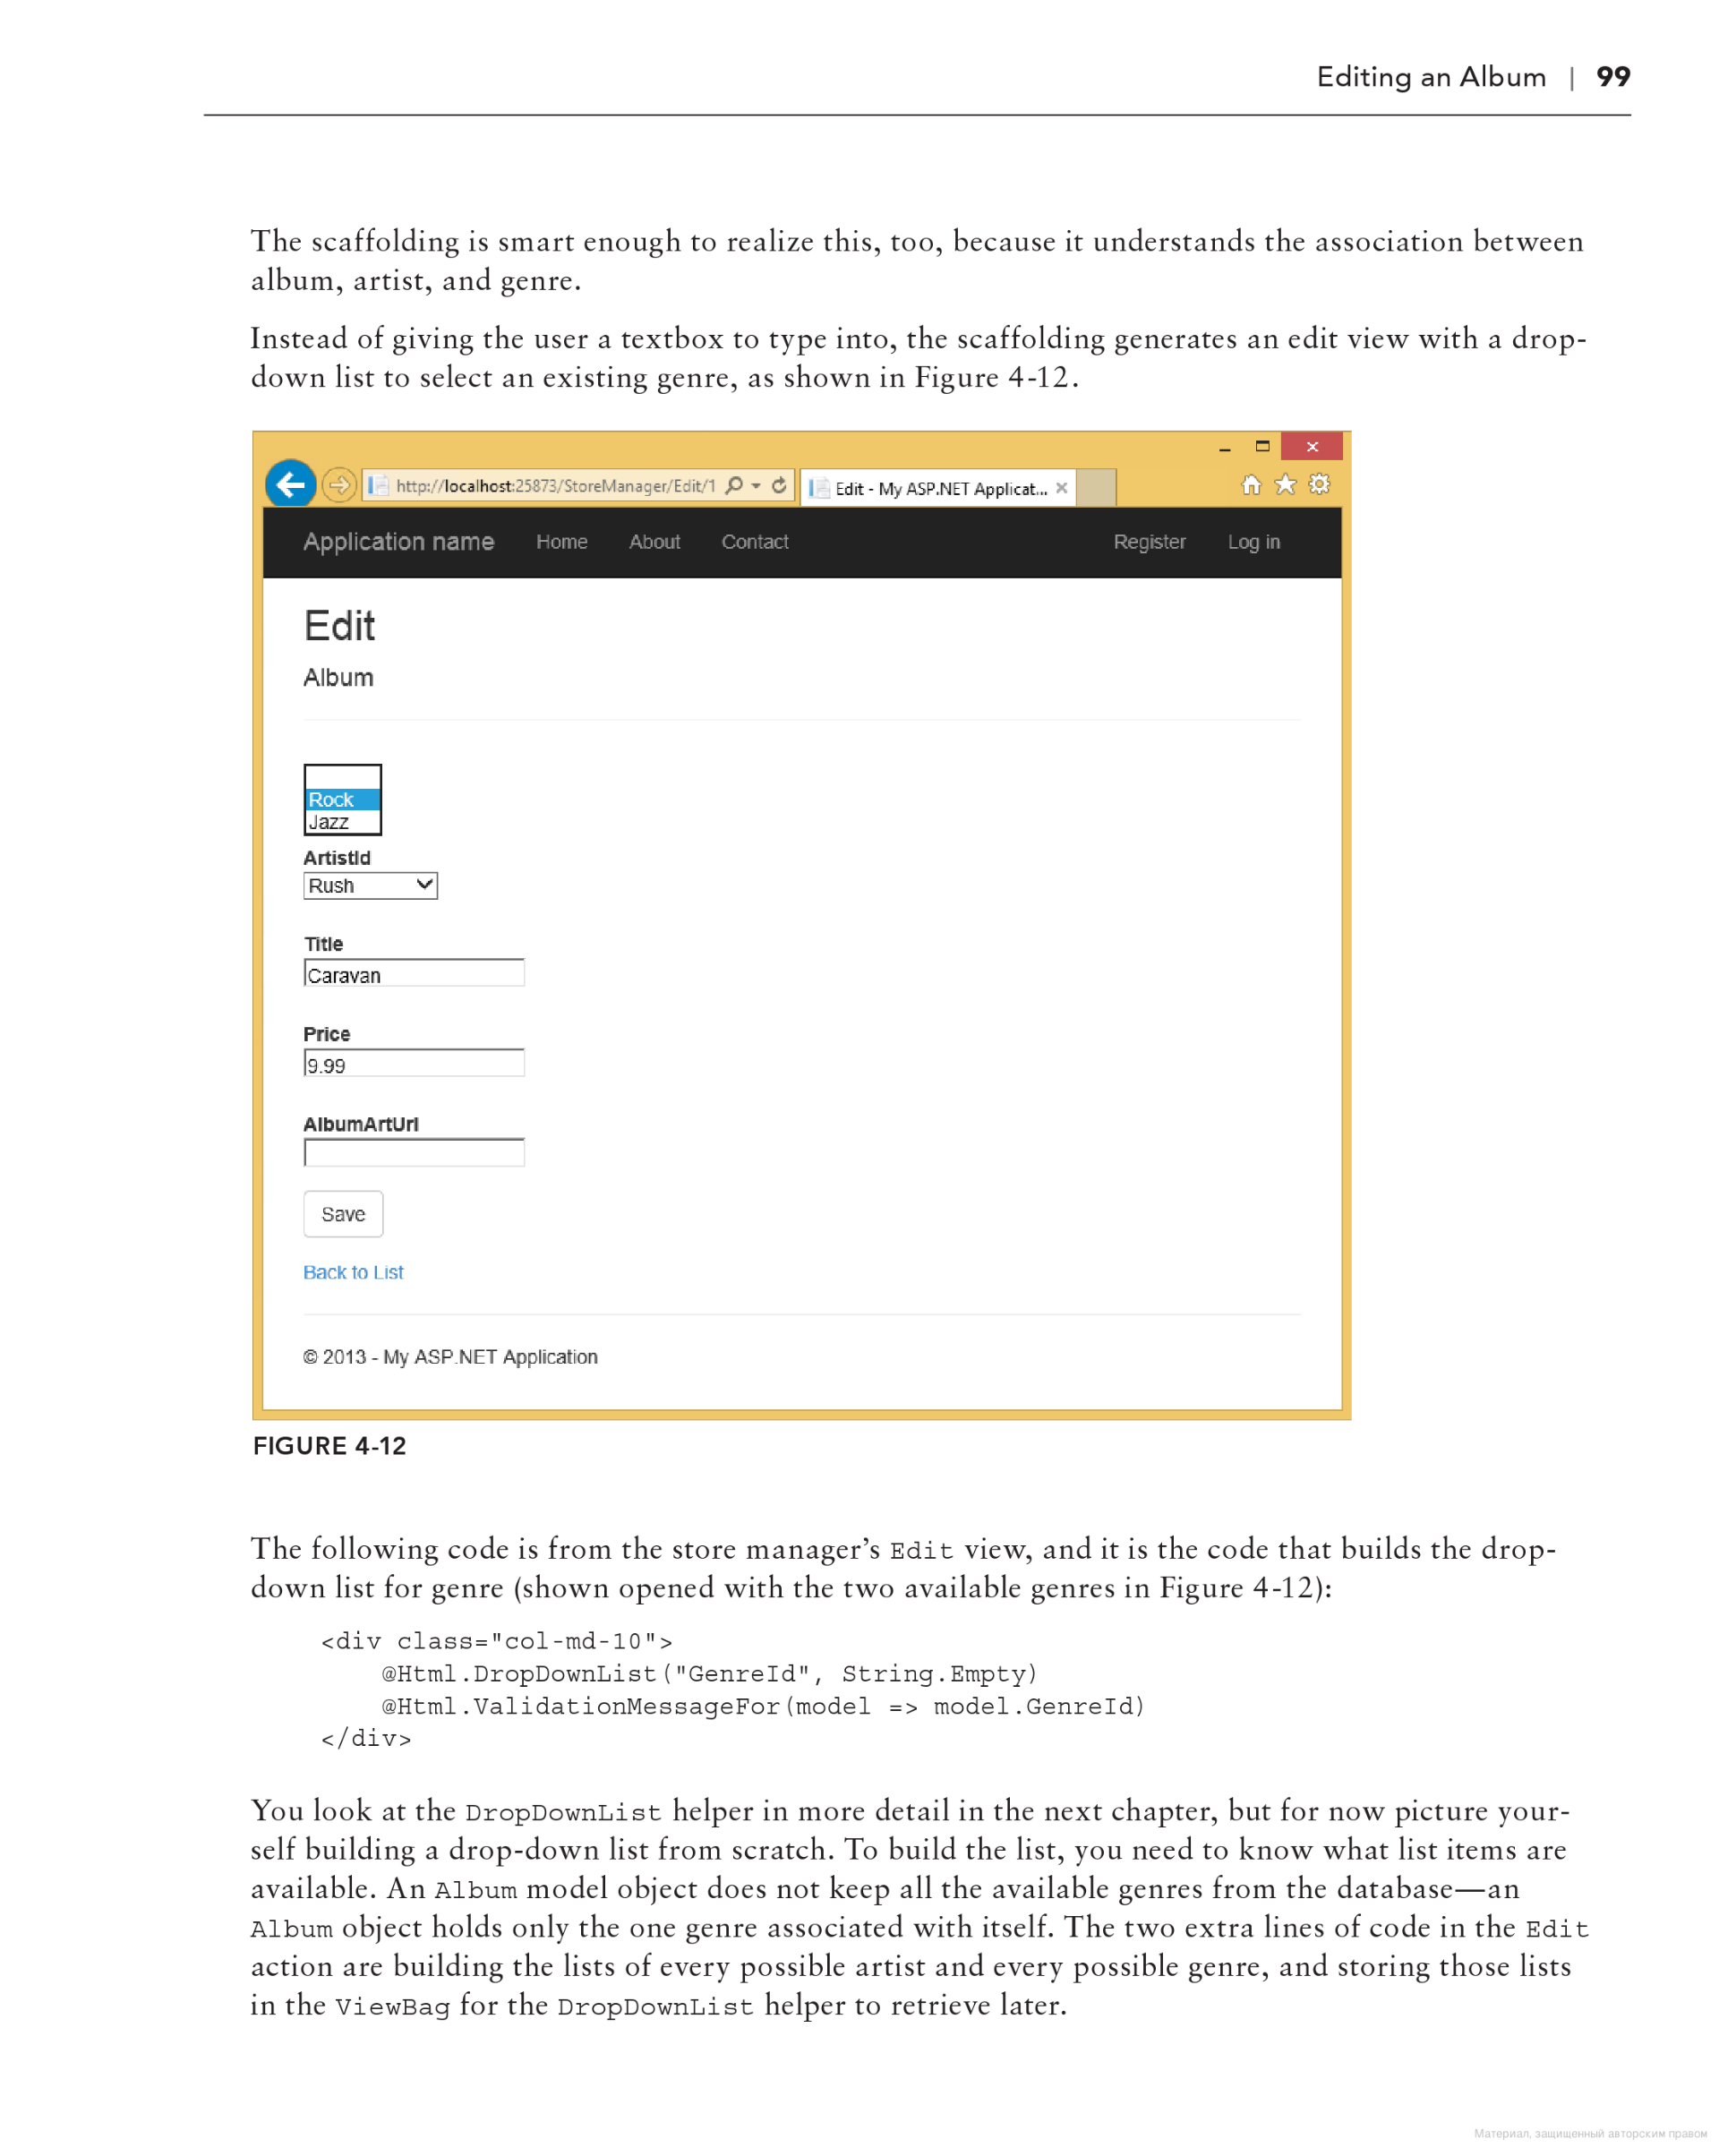 Editing an Album | 99
The scaffolding is smart enough to realize this, too, because it understands the association between
album, artist, and genre.
Instead of giving the user a textbox to type into, the scaffolding generates an edit view with a drop-
down list to select an existing genre, as shown in Figure 4-12.
http://localhost:25873/StoreManager/Edit/1
Edit - My ASP.NET Applicat...
Application name Home About Contact Register Log in
Edit
Album
Rock
Jazz
ArtistId
Rush
Title
Caravan
Price
9.99
AlbumArtUrl
Save
Back to List
© 2013 - My ASP.NET Application
FIGURE 4-12
The following code is from the store manager’s Edit view, and it is the code that builds the drop-
down list for genre (shown opened with the two available genres in Figure 4-12):
<div class="col-md-10">
    @Html.DropDownList("GenreId", String.Empty)
    @Html.ValidationMessageFor(model => model.GenreId)
</div>
You look at the DropDownList helper in more detail in the next chapter, but for now picture your-
self building a drop-down list from scratch. To build the list, you need to know what list items are
available. An Album model object does not keep all the available genres from the database—an
Album object holds only the one genre associated with itself. The two extra lines of code in the Edit
action are building the lists of every possible artist and every possible genre, and storing those lists
in the ViewBag for the DropDownList helper to retrieve later.
Материал, защищенный авторским правом